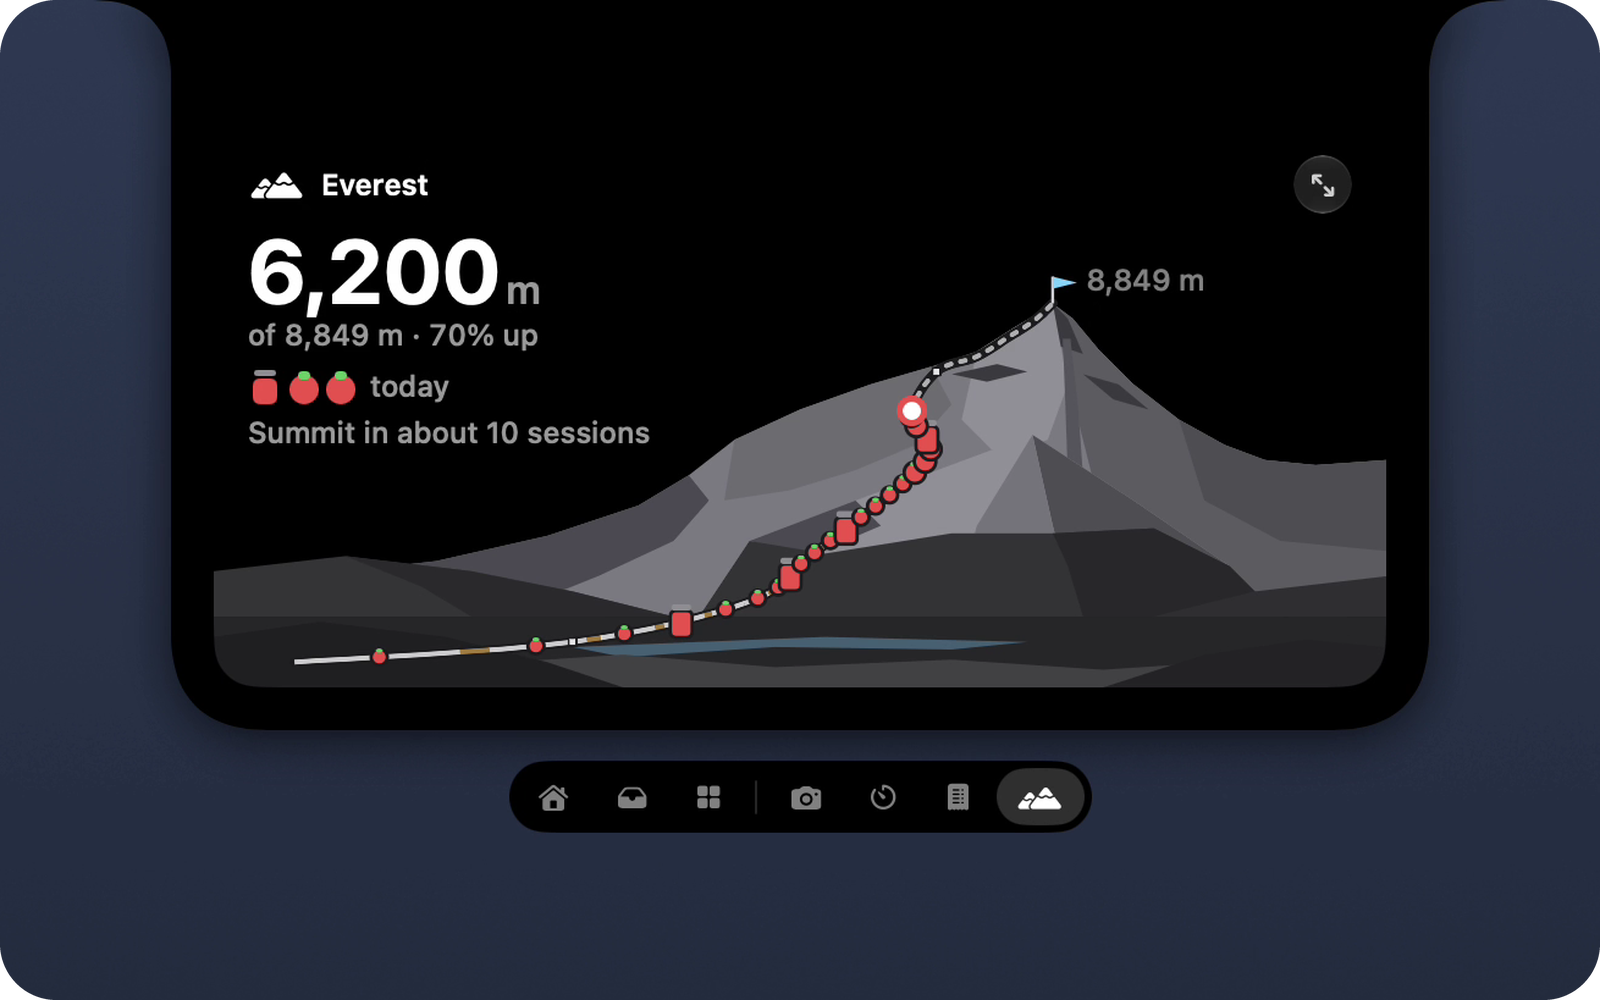 Everest
6,200 m
8,849 m
of 8,849 m · 70% up
today
Summit in about 10 sessions